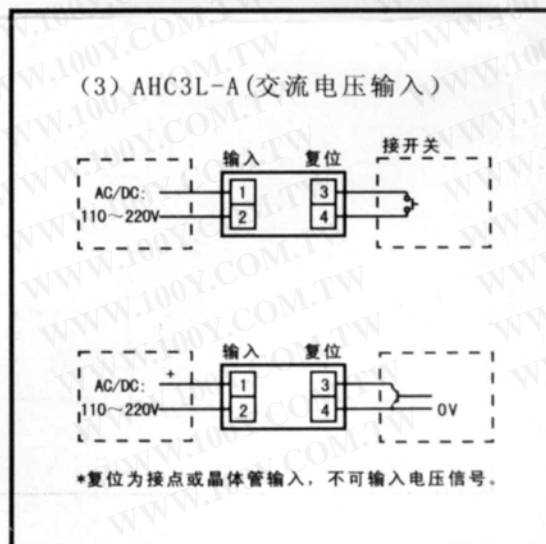 （3）AHC3L-A(交流电压输入）
接开关
输入 复位
AC/DC: 1 3
110～220V 2 4
输入 复位
+
AC/DC: 1 3
110～220V 2 4 0V
*复位为接点或晶体管输入，不可输入电压信号。
WWW.100Y.COM.TW